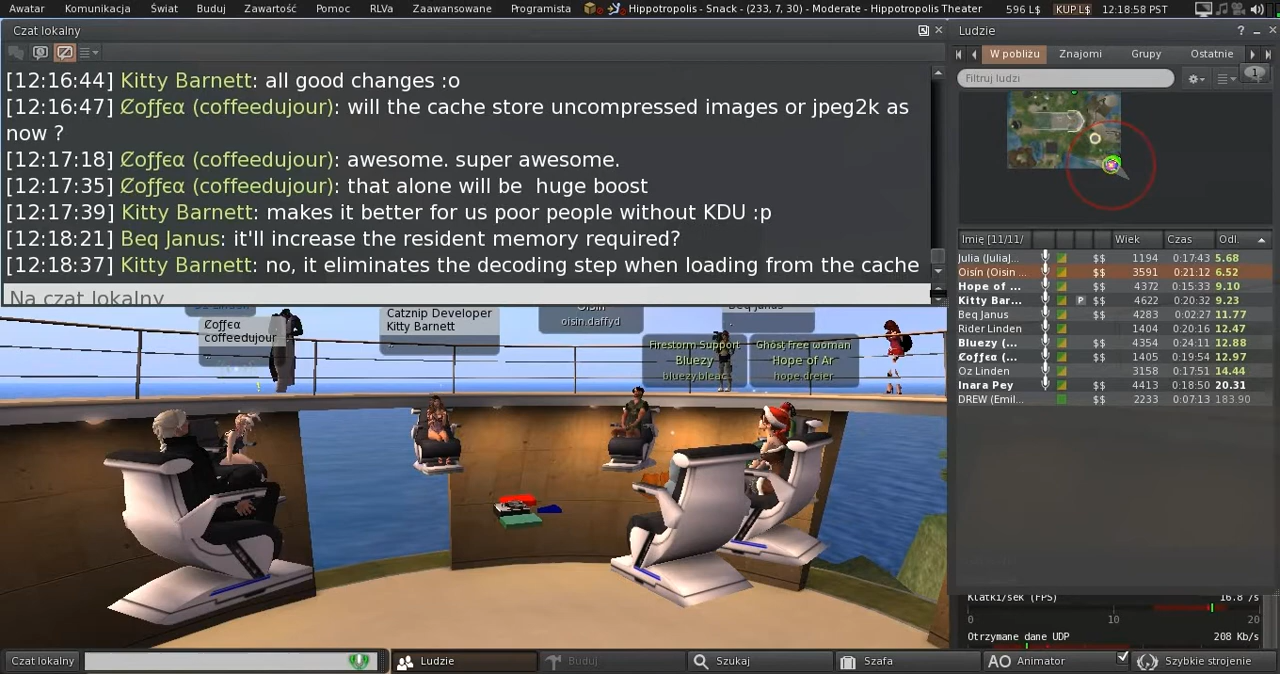 Awatar Komunikacja Świat Buduj Zawartość Pomoc RLVa Zaawansowane Programista Hippotropolis - Snack - (233, 7, 30) - Moderate - Hippotropolis Theater 596 L$ KUP L$ 12:18:58 PST
Czat lokalny
[12:16:44] Kitty Barnett: all good changes :o
[12:16:47] Ȼσƒƒєα (coffeedujour): will the cache store uncompressed images or jpeg2k as
now ?
[12:17:18] Ȼσƒƒєα (coffeedujour): awesome. super awesome.
[12:17:35] Ȼσƒƒєα (coffeedujour): that alone will be  huge boost
[12:17:39] Kitty Barnett: makes it better for us poor people without KDU :p
[12:18:21] Beq Janus: it'll increase the resident memory required?
[12:18:37] Kitty Barnett: no, it eliminates the decoding step when loading from the cache
Na czat lokalny
Ludzie
W pobliżu Znajomi Grupy Ostatnie
Filtruj ludzi
1
Imię [11/11/ Wiek Czas Odl.
Julia (JuliaJ... $$ 1194 0:17:43 5.68
Oisín (Oisin ... $$ 3591 0:21:12 6.52
Hope of ... $$ 4372 0:15:33 9.10
Kitty Bar... P $$ 4622 0:20:32 9.23
Beq Janus $$ 4283 0:02:27 11.77
Rider Linden 1404 0:20:16 12.47
Bluezy (... $$ 4354 0:24:11 12.88
Ȼσƒƒєα (... $$ 1405 0:19:54 12.97
Oz Linden 3158 0:17:51 14.44
Inara Pey $$ 4413 0:18:50 20.31
DREW (Emil... $$ 2233 0:07:13 183.90
Ȼσƒƒєα
coffeedujour
Catznip Developer
Kitty Barnett
Oisín
oisin daffyd
Beq Janus
Firestorm Support
Bluezy
bluezy.bleac...
Ghost Free woman
Hope of Ar
hope dreier
Klatki/sek (FPS) 16.8 /s
0 10 20
Otrzymane dane UDP 208 Kb/s
Czat lokalny Ludzie Buduj Szukaj Szafa AO Animator Szybkie strojenie